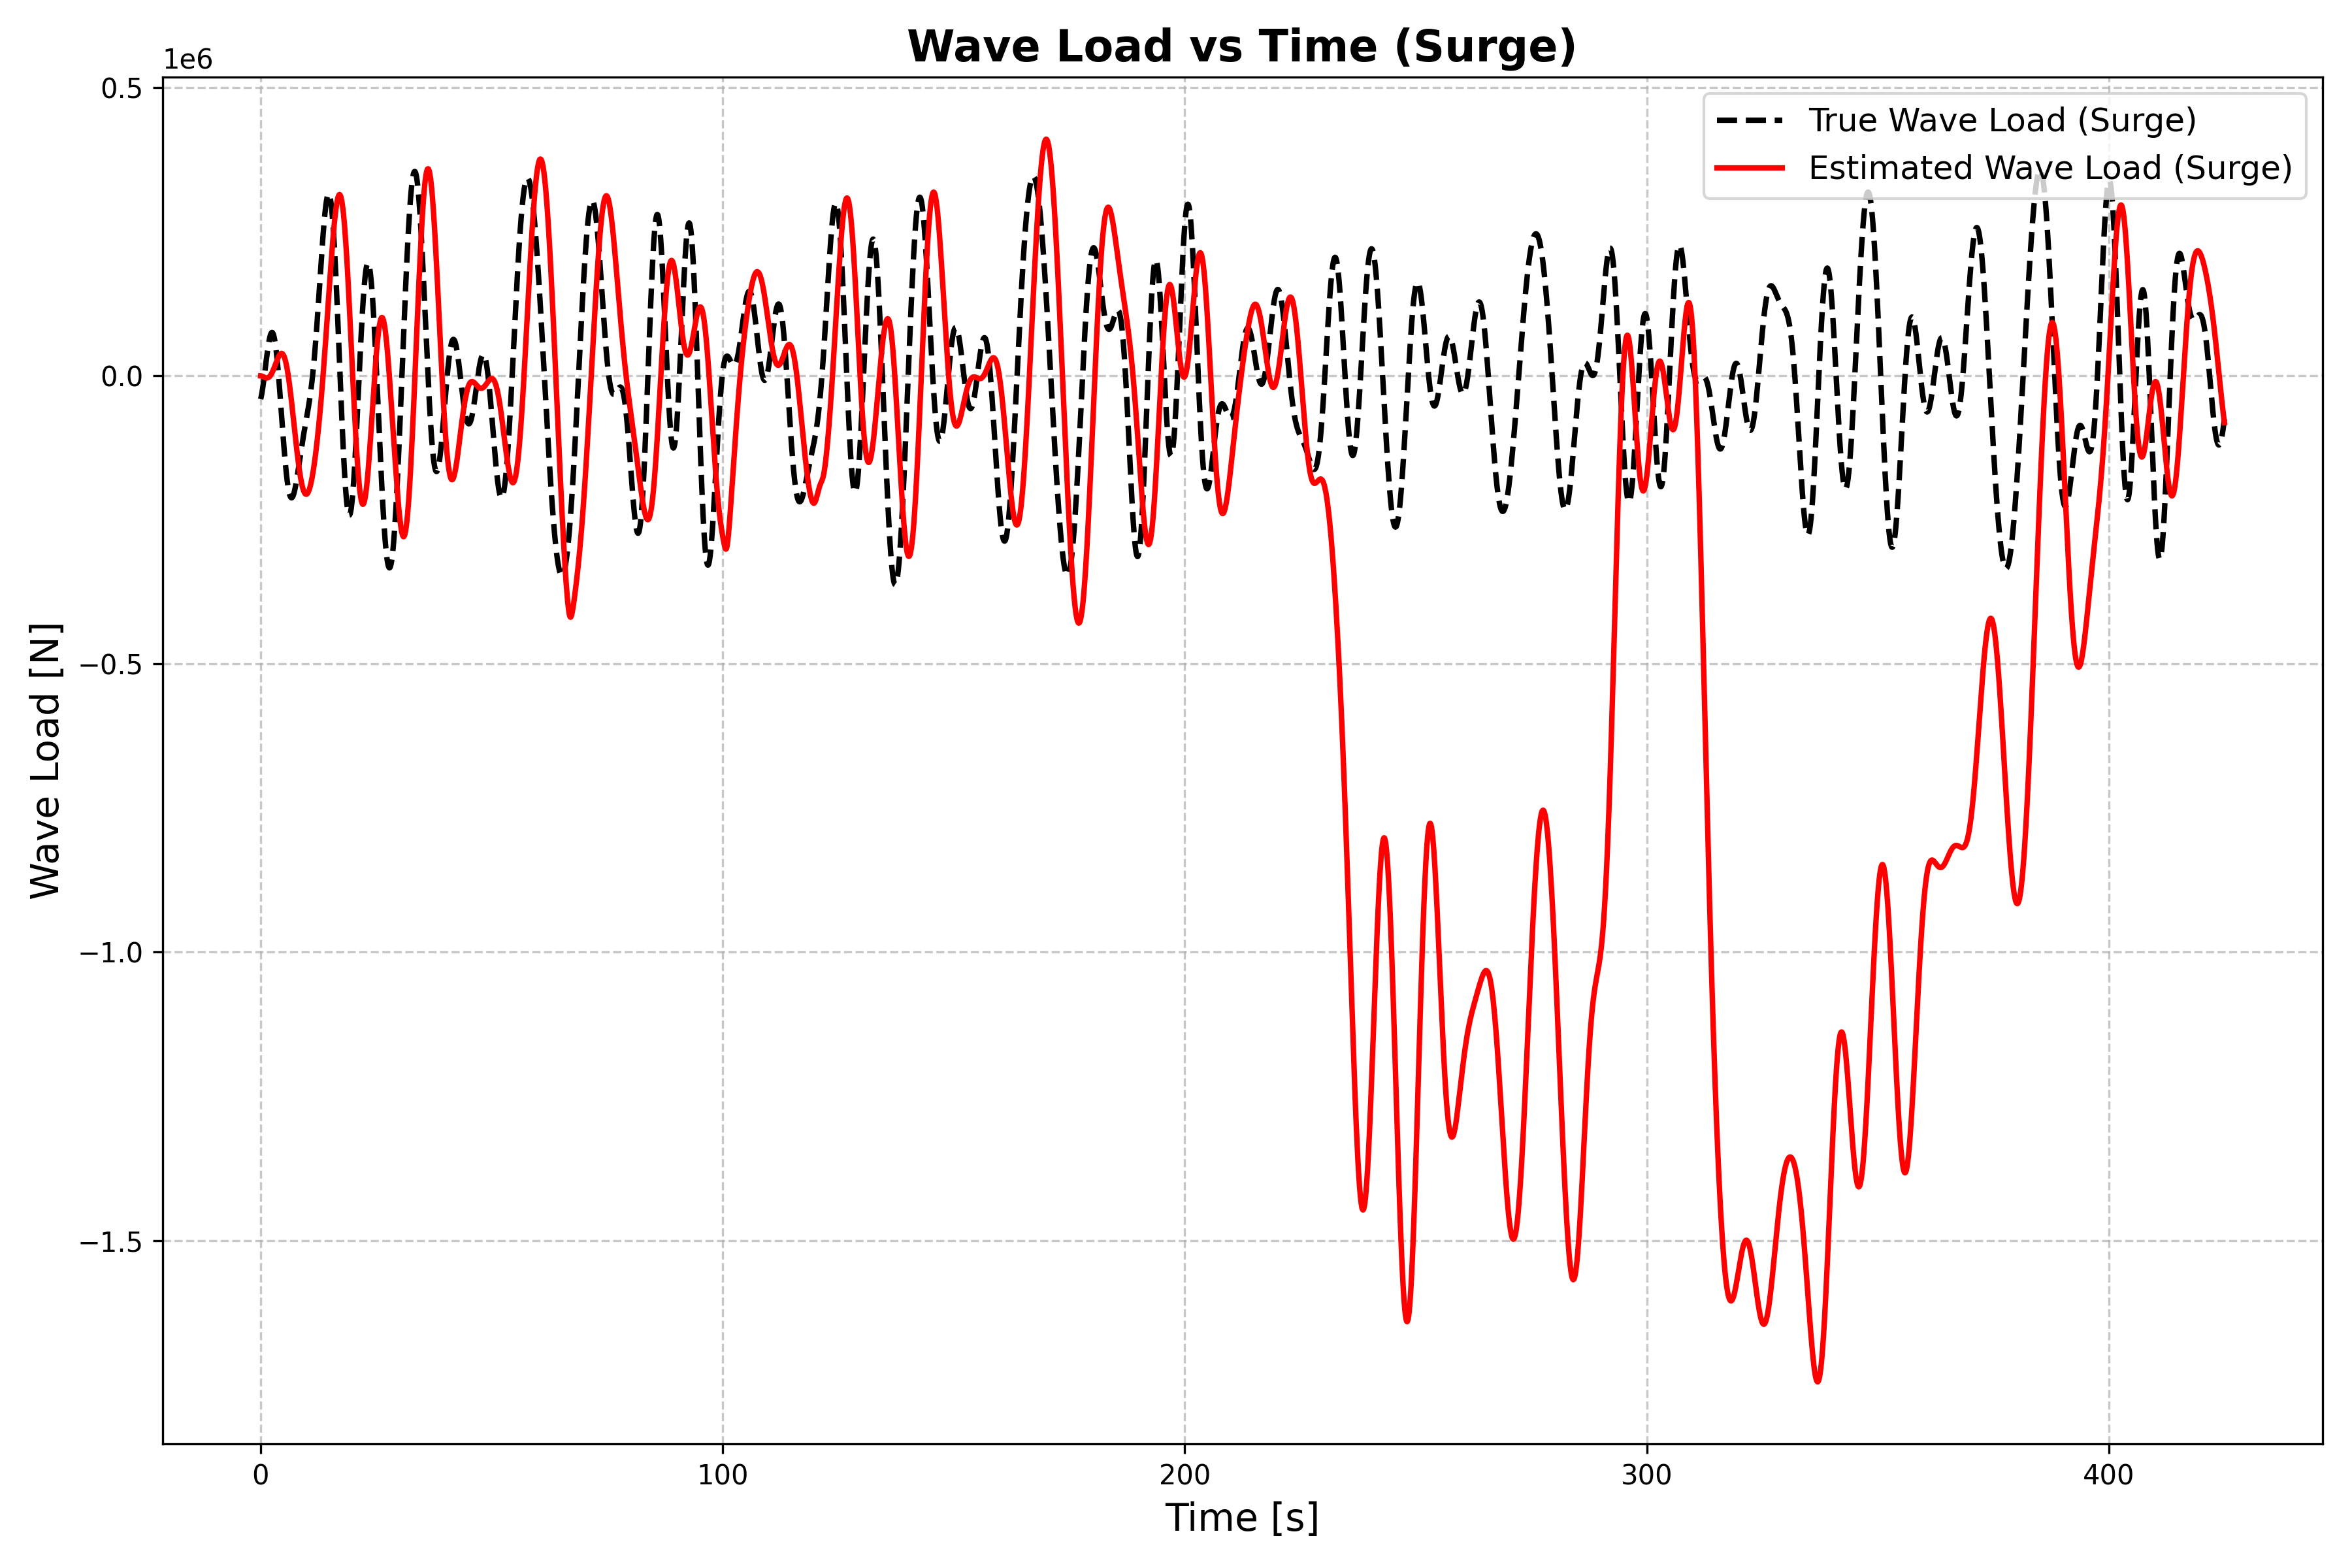 Wave Load vs Time (Surge)
1e6
True Wave Load (Surge)
Estimated Wave Load (Surge)
0.5
0.0
−0.5
−1.0
−1.5
Wave Load [N]
0 100 200 300 400
Time [s]